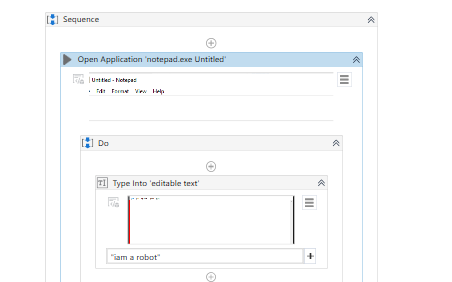 Sequence
Open Application 'notepad.exe Untitled'
Untitled - Notepad
Edit Format View Help
Do
Type Into 'editable text'
"iam a robot"